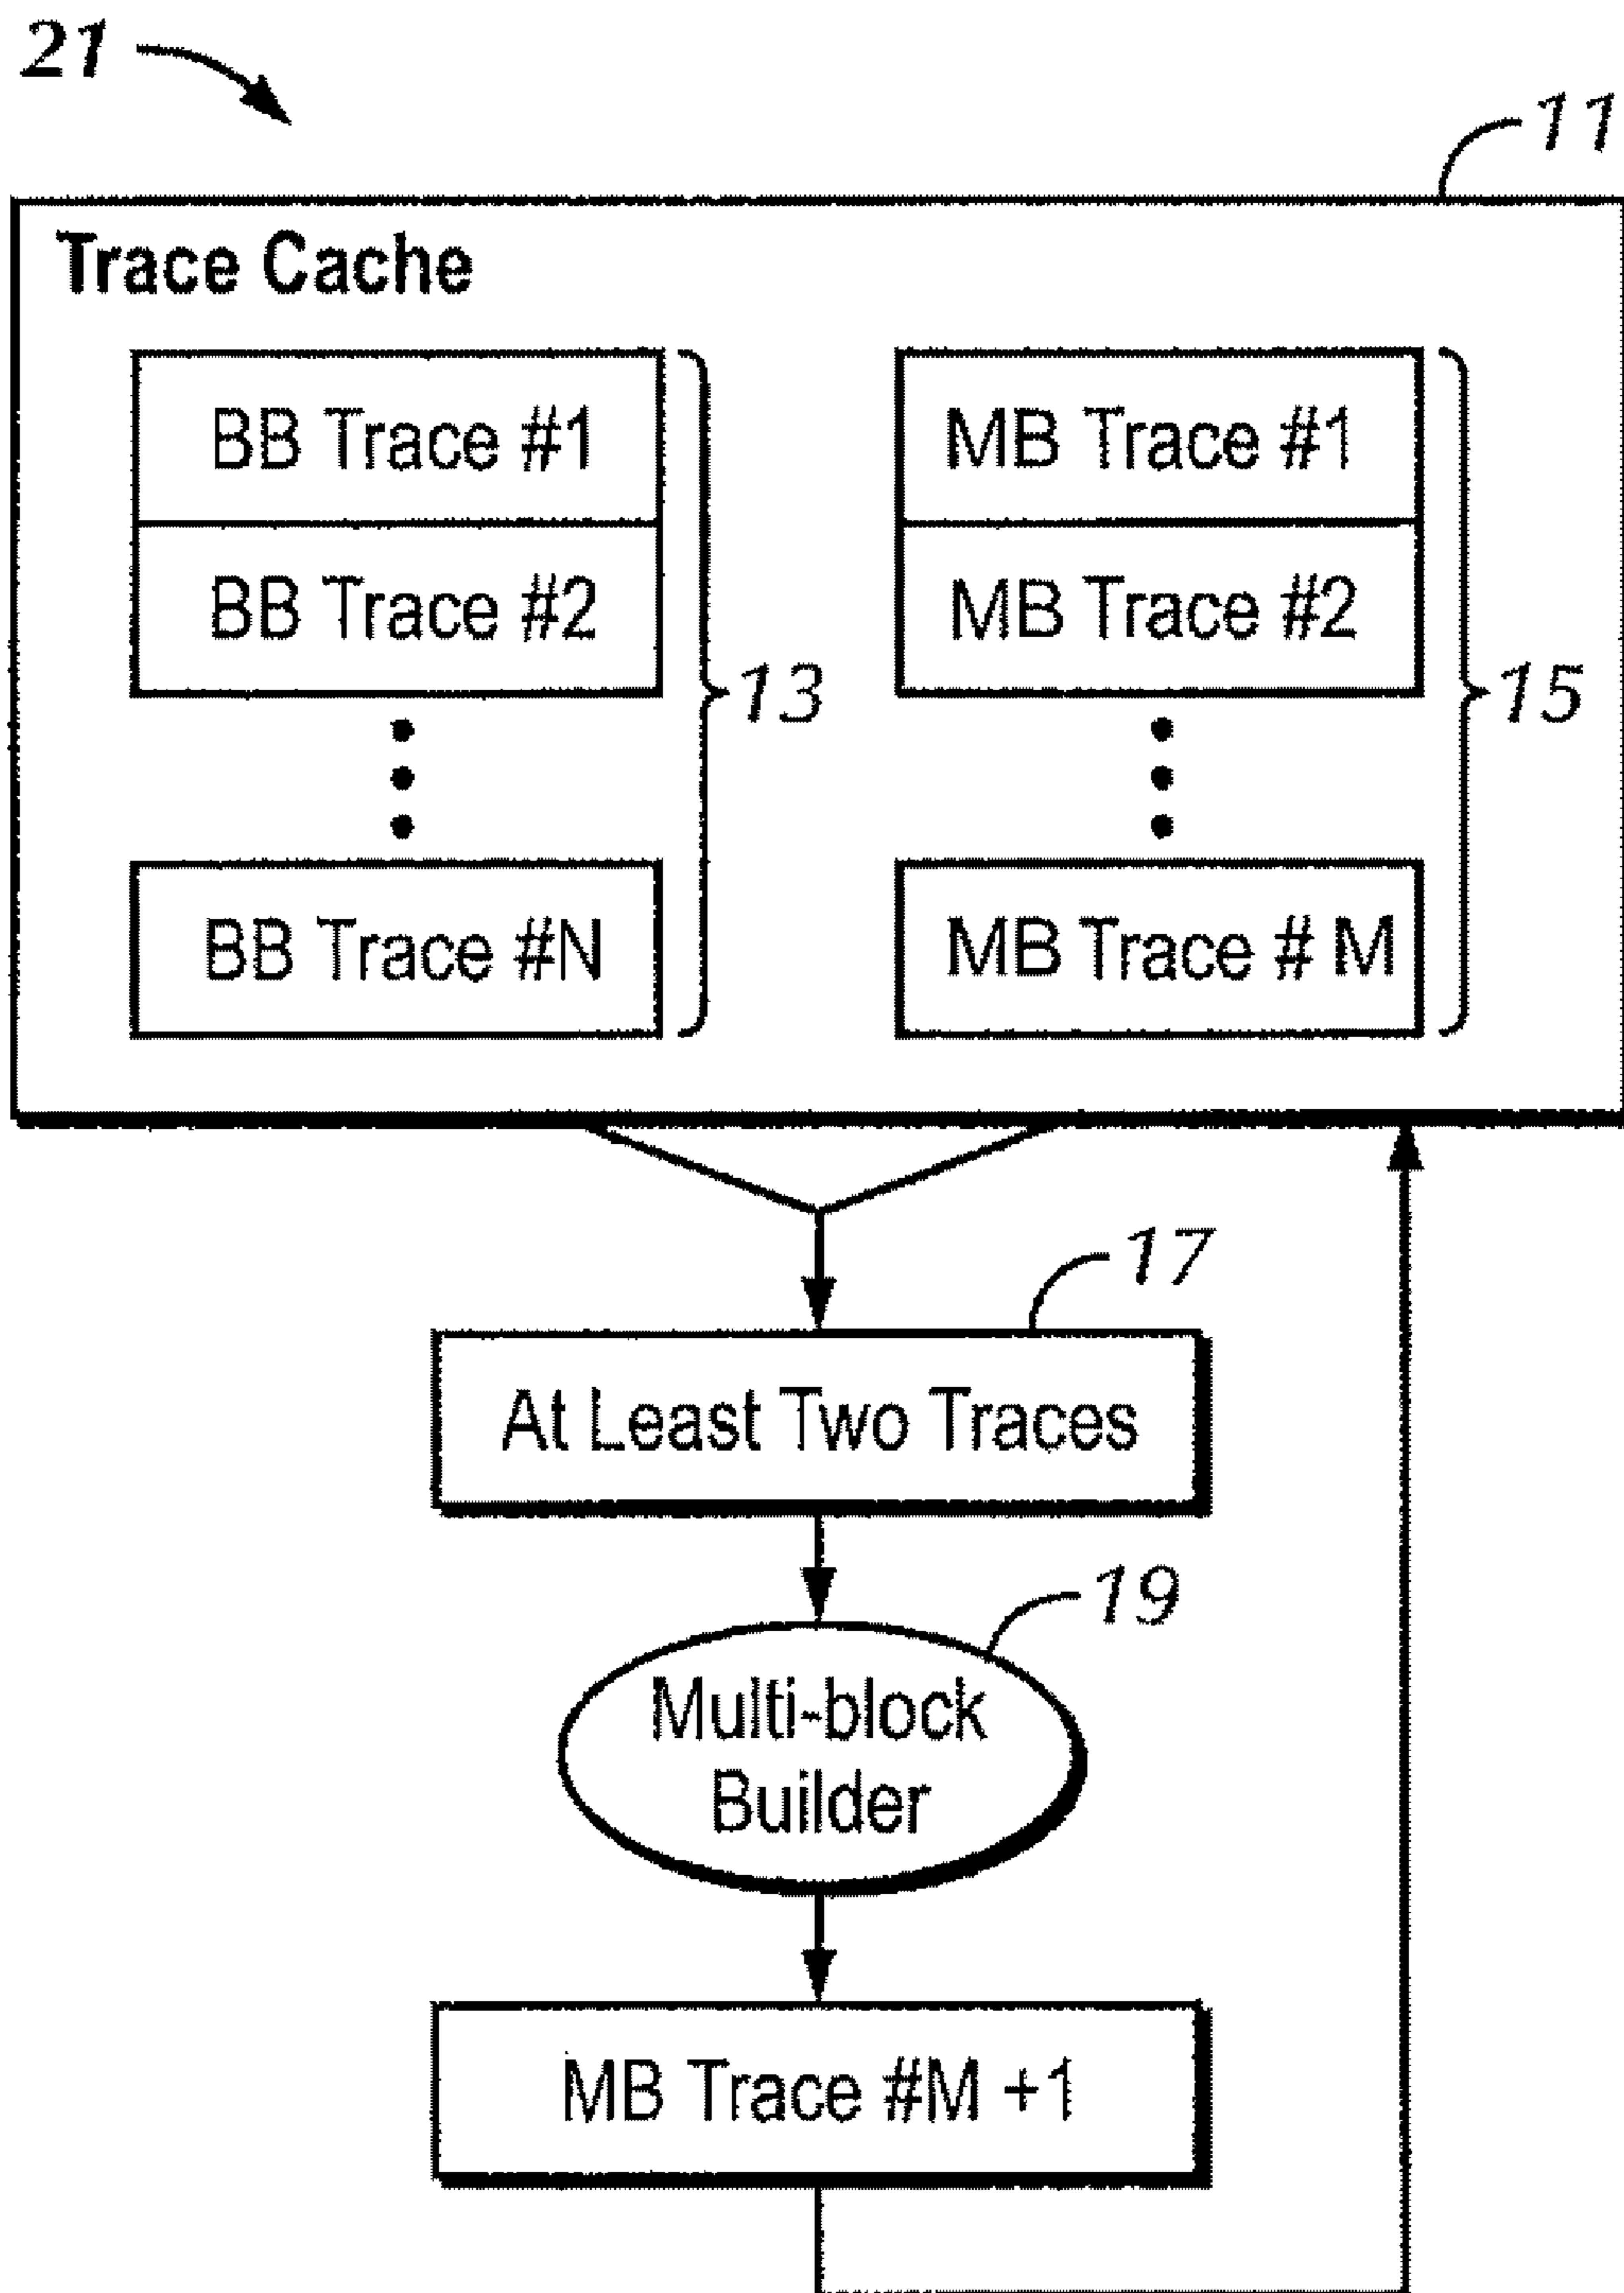 21
11
Trace Cache
BB Trace #1
MB Trace #1
BB Trace #2
MB Trace #2
13
15
BB Trace #N
MB Trace # M
17
At Least Two Traces
19
Multi-block
Builder
MB Trace #M +1